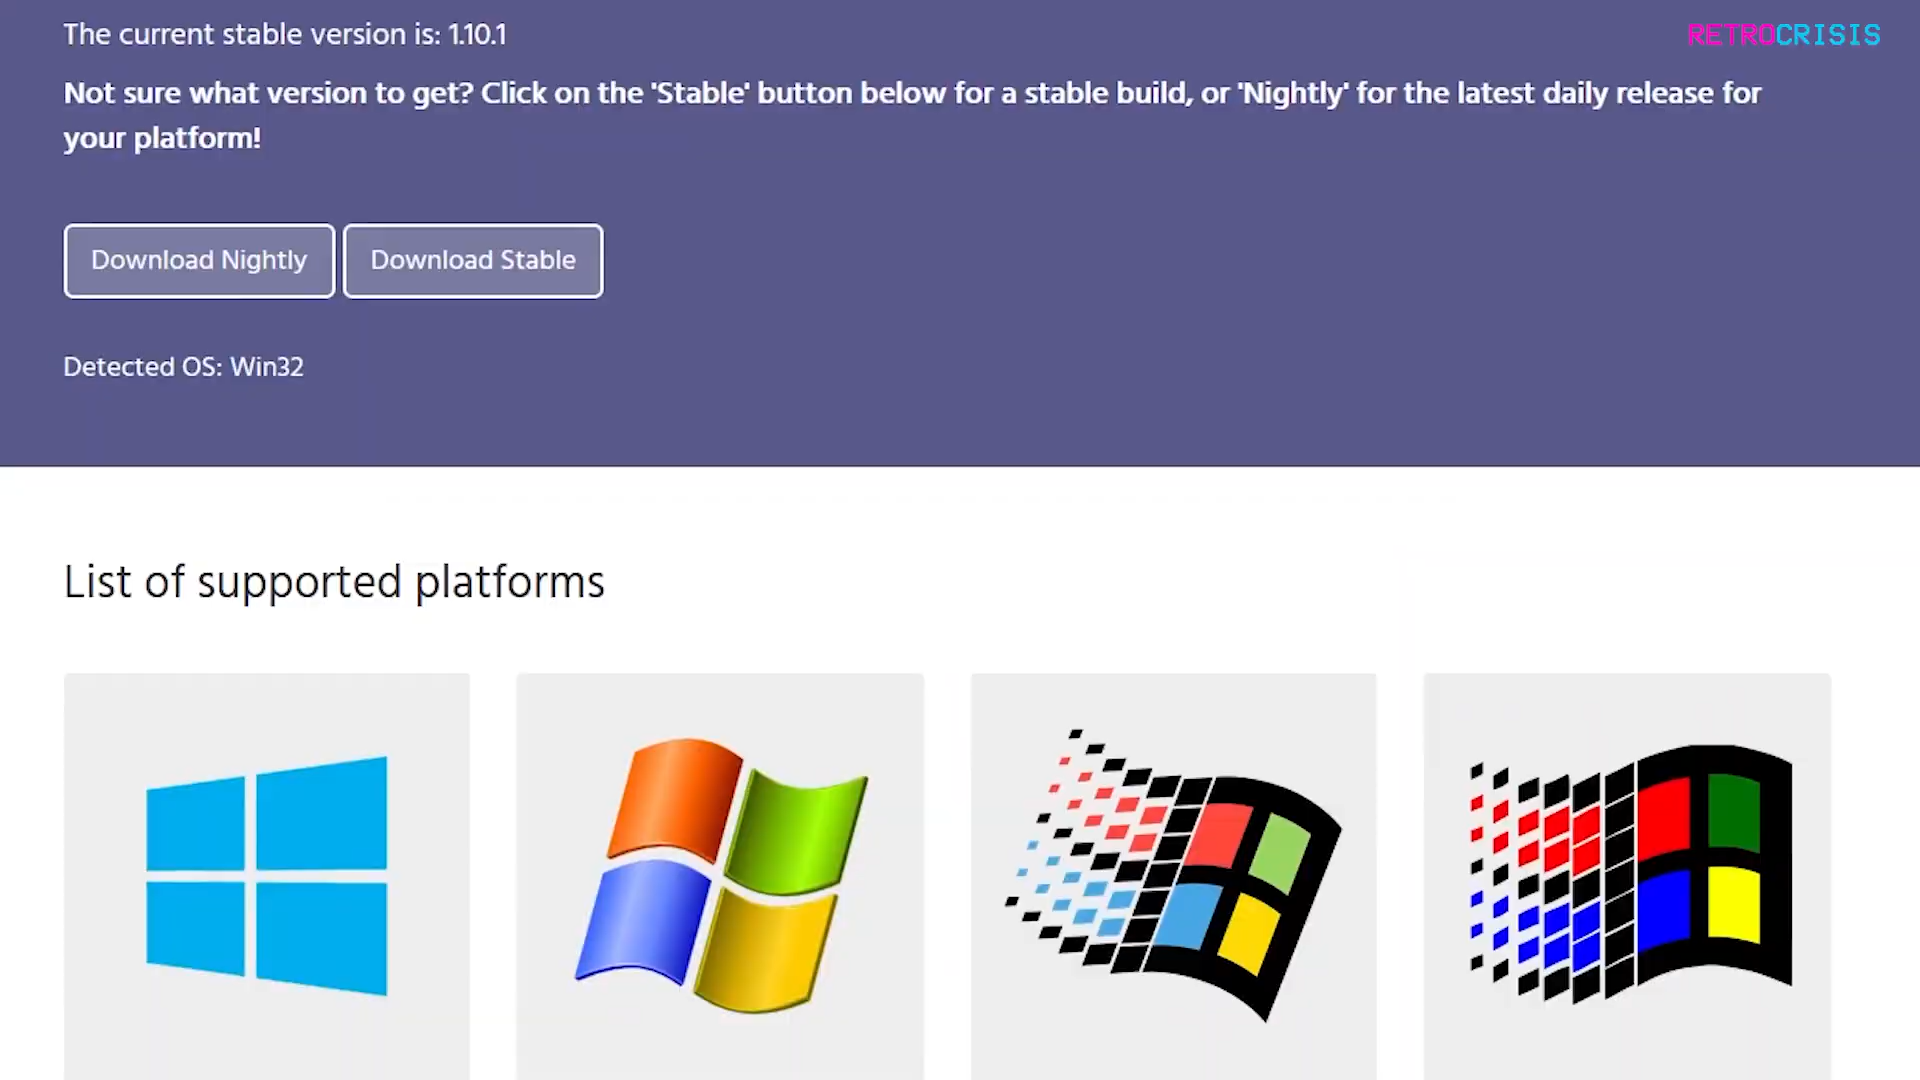 The current stable version is: 1.10.1
RETROCRISIS
Not sure what version to get? Click on the 'Stable' button below for a stable build, or 'Nightly' for the latest daily release for
your platform!
Download Nightly
Download Stable
Detected OS: Win32
List of supported platforms